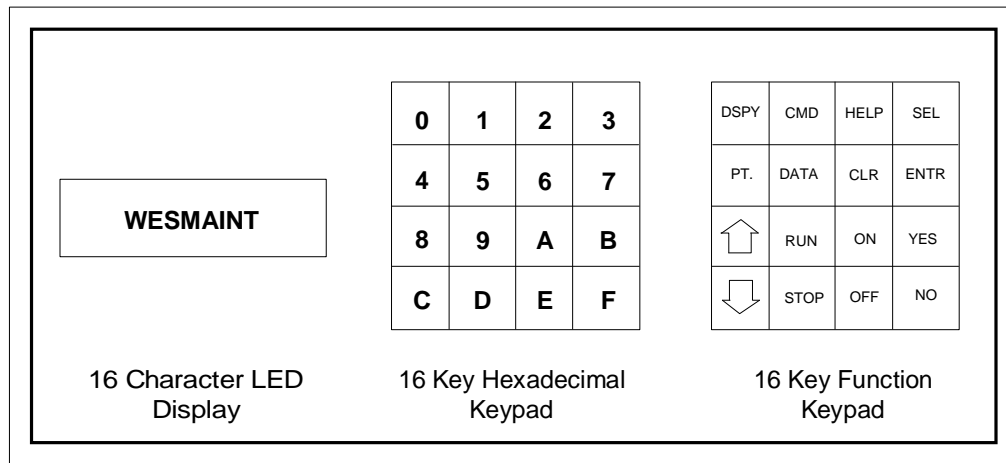 WESMAINT
0 1 2 3
4 5 6 7
8 9 A B
C D E F
DSPY CMD HELP SEL
PT. DATA CLR ENTR
RUN ON YES
STOP OFF NO
16 Character LED
Display
16 Key Hexadecimal
Keypad
16 Key Function
Keypad